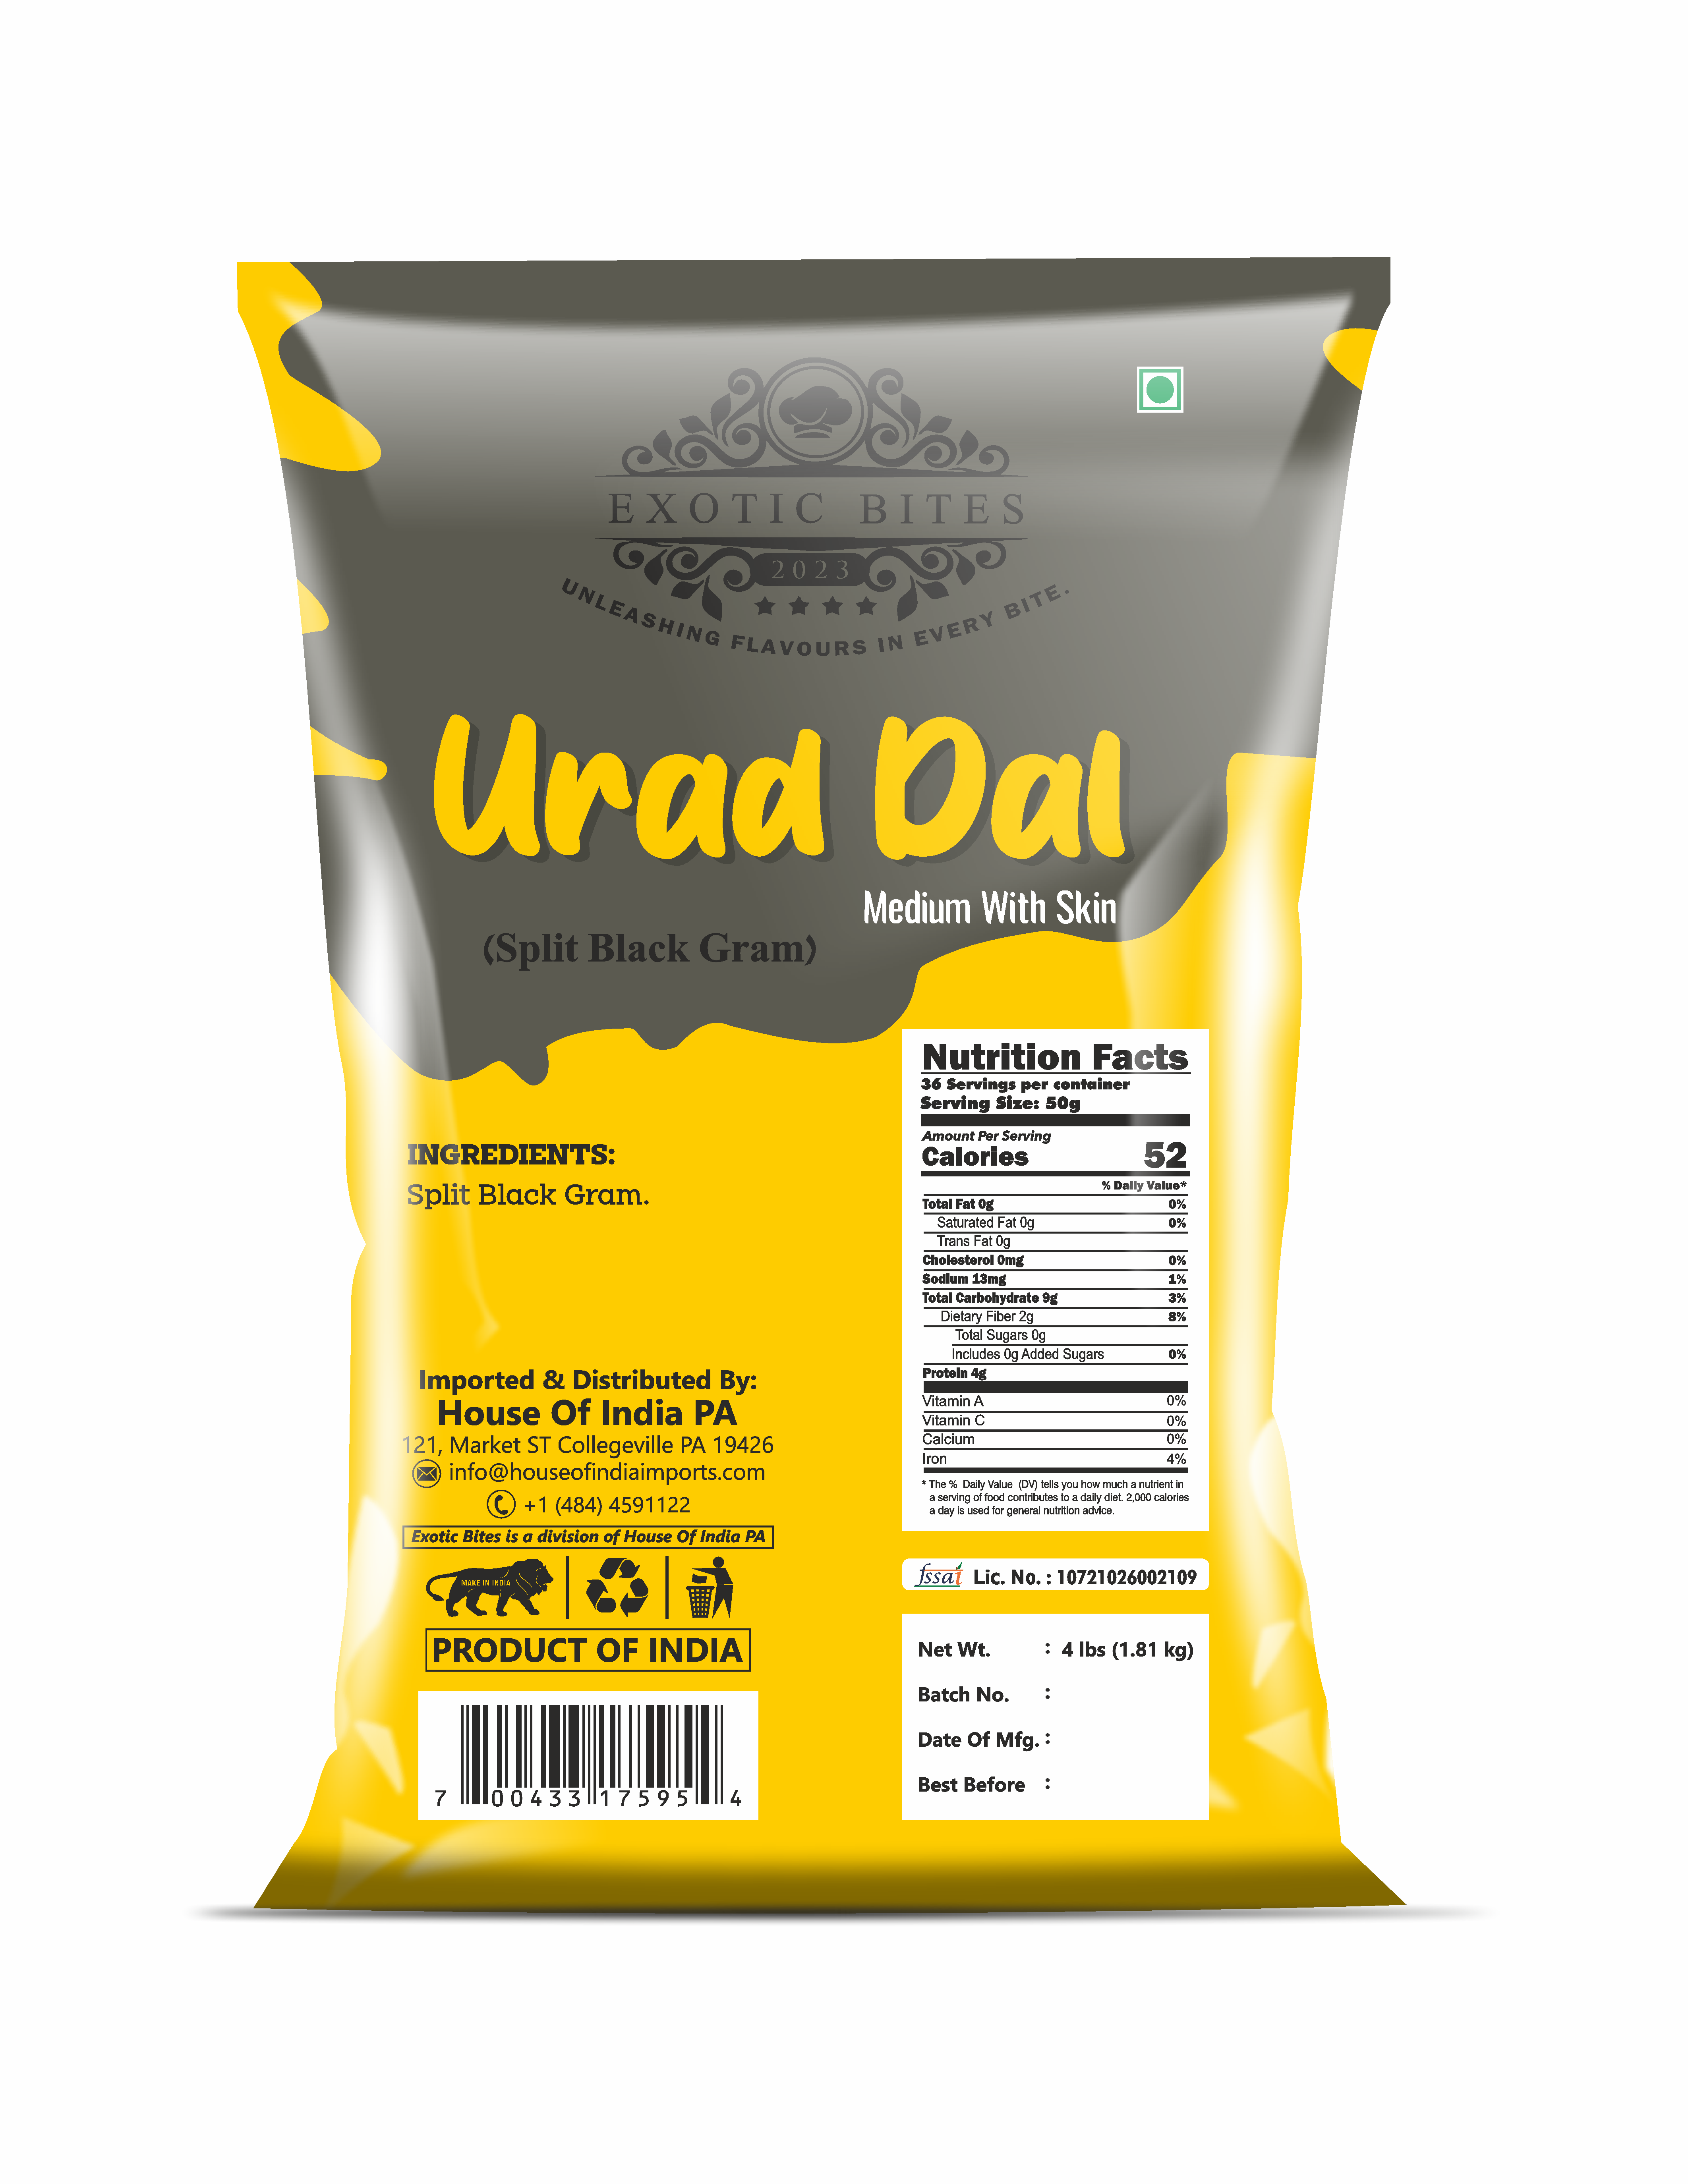 EXOTIC BITES
2023
UNLEASHING FLAVOURS IN EVERY BITE.
Urad Dal
Medium With Skin
(Split Black Gram)
INGREDIENTS:
Split Black Gram.
Imported & Distributed By:
House Of India PA
121, Market ST Collegeville PA 19426
info@houseofindiaimports.com
+1 (484) 4591122
Exotic Bites is a division of House Of India PA
MAKE IN INDIA
PRODUCT OF INDIA
7 00433 17595 4
Nutrition Facts
36 Servings per container
Serving Size: 50g
Amount Per Serving
Calories 52
% Daily Value*
Total Fat 0g 0%
Saturated Fat 0g 0%
Trans Fat 0g
Cholesterol 0mg 0%
Sodium 13mg 1%
Total Carbohydrate 9g 3%
Dietary Fiber 2g 8%
Total Sugars 0g
Includes 0g Added Sugars 0%
Protein 4g
Vitamin A 0%
Vitamin C 0%
Calcium 0%
Iron 4%
* The % Daily Value (DV) tells you how much a nutrient in
a serving of food contributes to a daily diet. 2,000 calories
a day is used for general nutrition advice.
fssai Lic. No. : 10721026002109
Net Wt. : 4 lbs (1.81 kg)
Batch No. :
Date Of Mfg. :
Best Before :